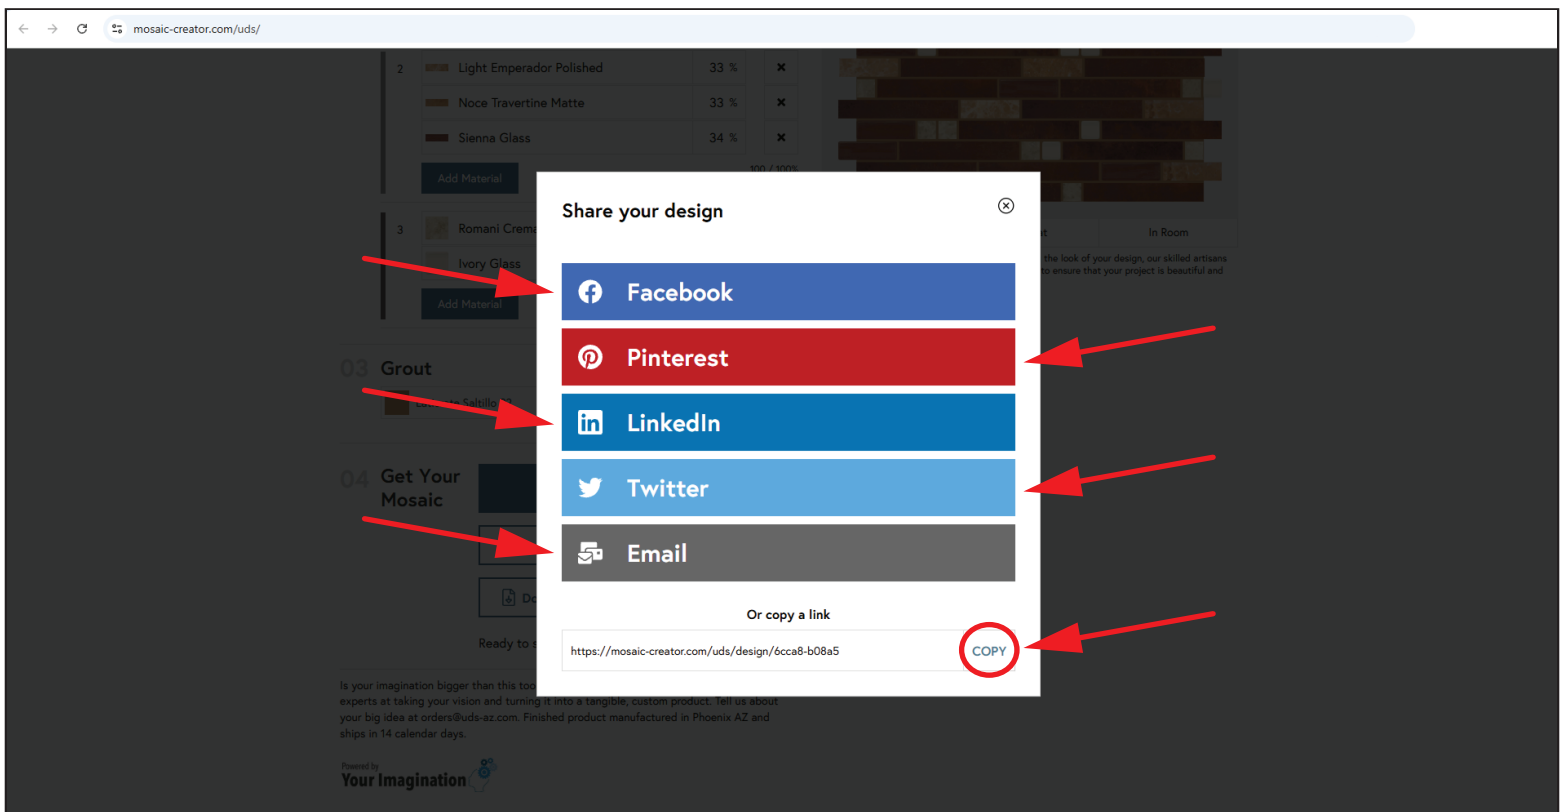 mosaic-creator.com/uds/
2 Light Emperador Polished 33 %
Noce Travertine Matte 33 %
Sienna Glass 34 %
Add Material 100 / 100%
3 Romani Crema
Ivory Glass
Add Material
In Room
the look of your design, our skilled artisans
to ensure that your project is beautiful and
Share your design
Facebook
Pinterest
LinkedIn
Twitter
Email
Or copy a link
https://mosaic-creator.com/uds/design/6cca8-b08a5 COPY
03 Grout
Saltillo
04 Get Your
Mosaic
Ready to
Is your imagination bigger than this
experts at taking your vision and turning it into a tangible, custom product. Tell us about
your big idea at orders@uds-az.com. Finished product manufactured in Phoenix AZ and
ships in 14 calendar days.
Powered by
Your Imagination